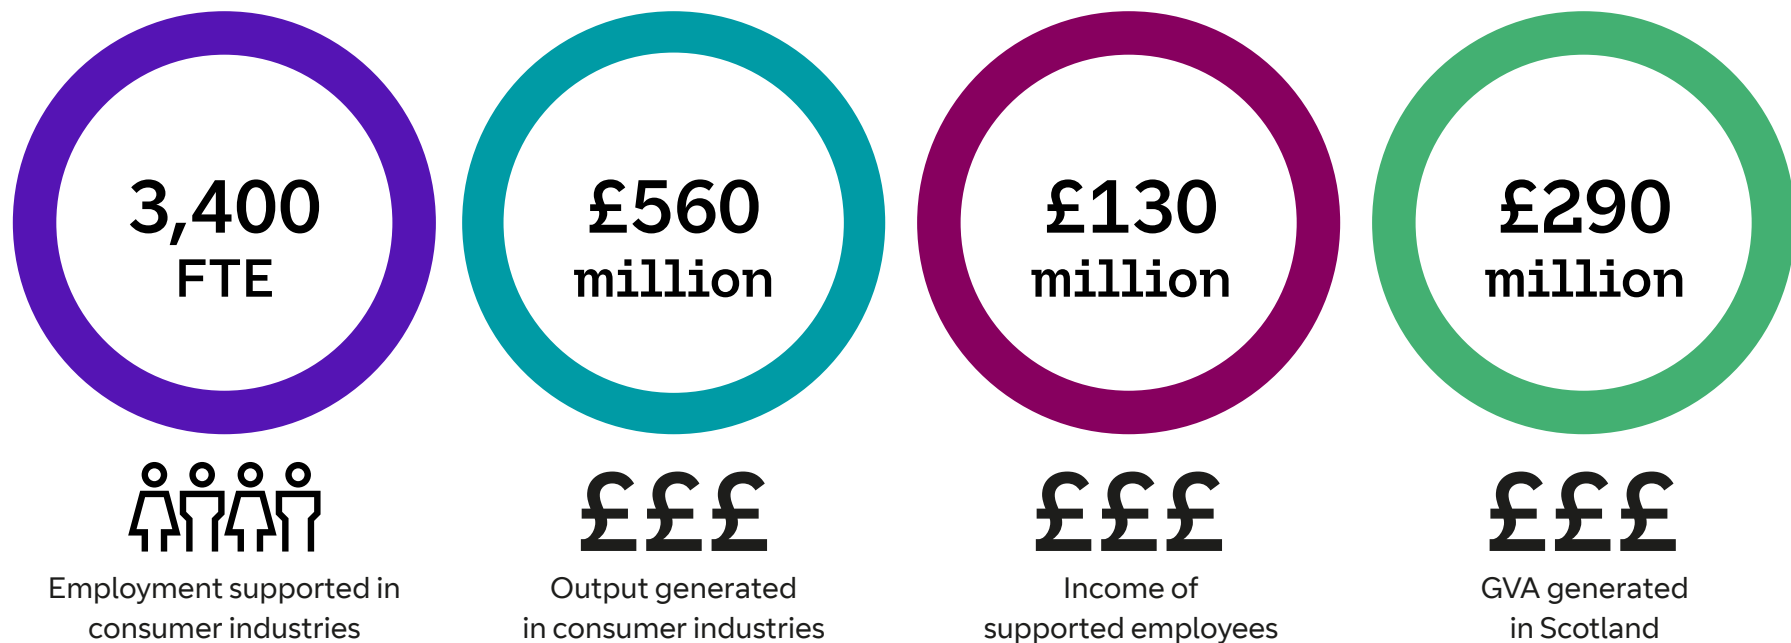 3,400
FTE
£560
million
£130
million
£290
million
£££
£££
£££
Employment supported in
consumer industries
Output generated
in consumer industries
Income of
supported employees
GVA generated
in Scotland